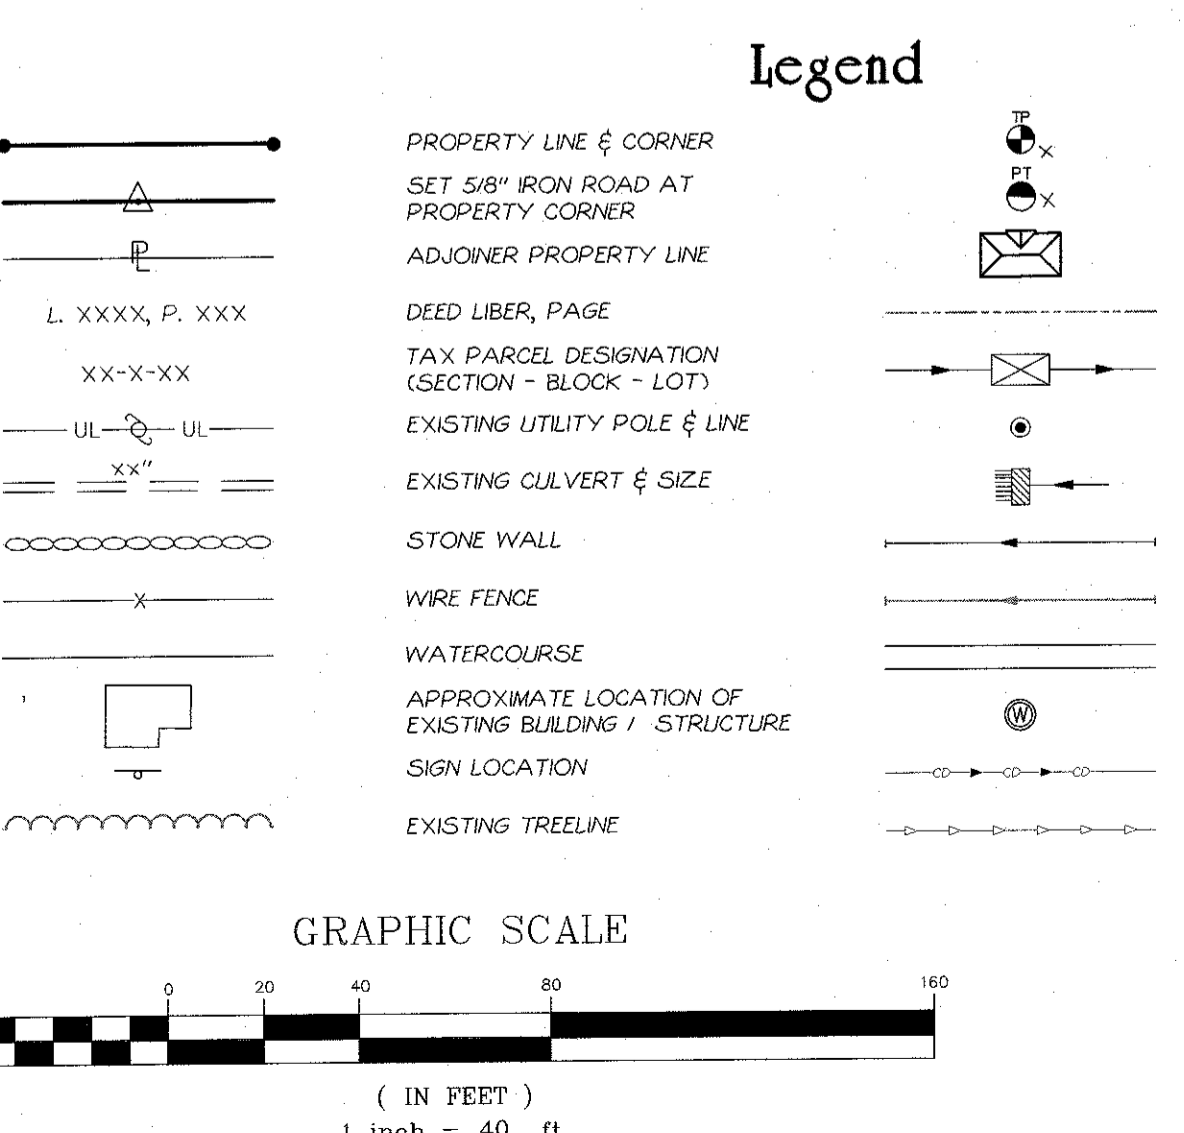 Legend
PROPERTY LINE & CORNER
TP
X
SET 5/8" IRON ROAD AT
PROPERTY CORNER
PT
X
PL
ADJOINER PROPERTY LINE
L. XXXX, P. XXX
DEED LIBER, PAGE
XX-X-XX
TAX PARCEL DESIGNATION
(SECTION - BLOCK - LOT)
UL UL
EXISTING UTILITY POLE & LINE
XX"
EXISTING CULVERT & SIZE
STONE WALL
X
WIRE FENCE
WATERCOURSE
APPROXIMATE LOCATION OF
EXISTING BUILDING / STRUCTURE
W
SIGN LOCATION
CD CD CD
EXISTING TREELINE
GRAPHIC SCALE
0 20 40 80 160
( IN FEET )
1 inch = 40 ft